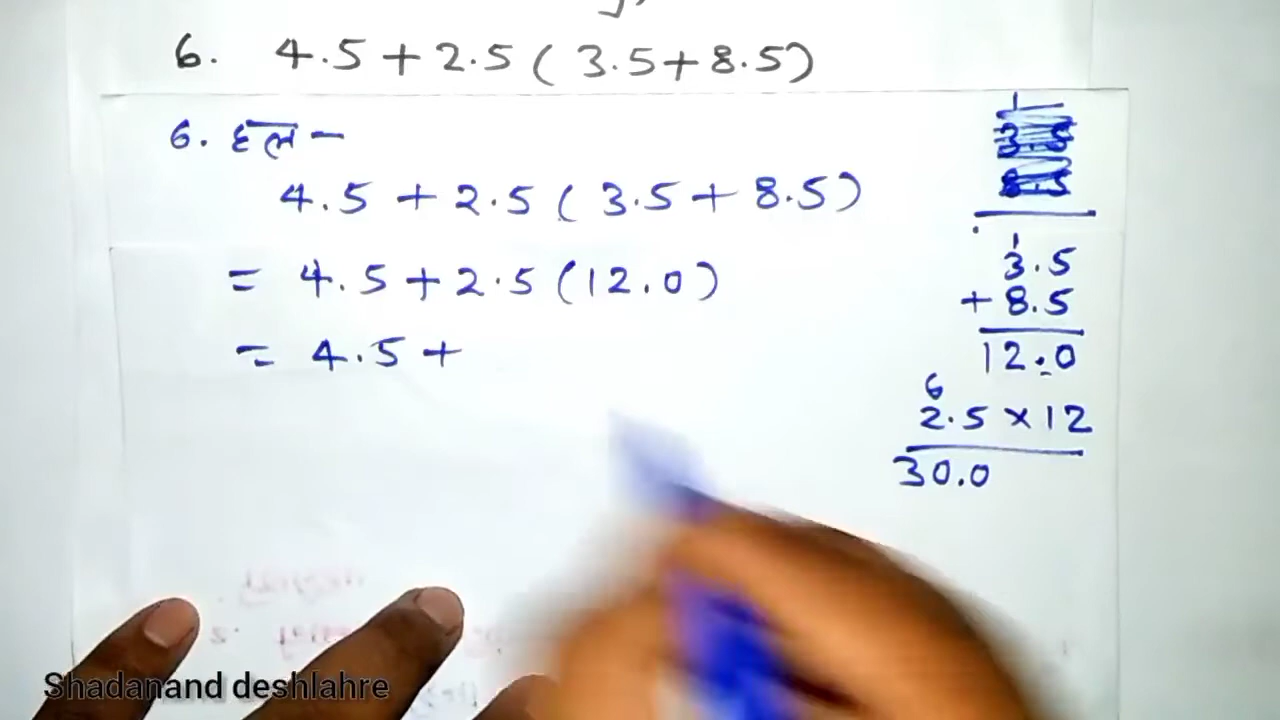 6. 4.5 + 2.5 ( 3.5 + 8.5 )
6. हल -
4.5 + 2.5 ( 3.5 + 8.5 )
= 4.5 + 2.5 ( 12.0 )
= 4.5 +
1
3.5
+ 8.5
12.0
6
2.5 × 12
30.0
Shadanand deshlahre